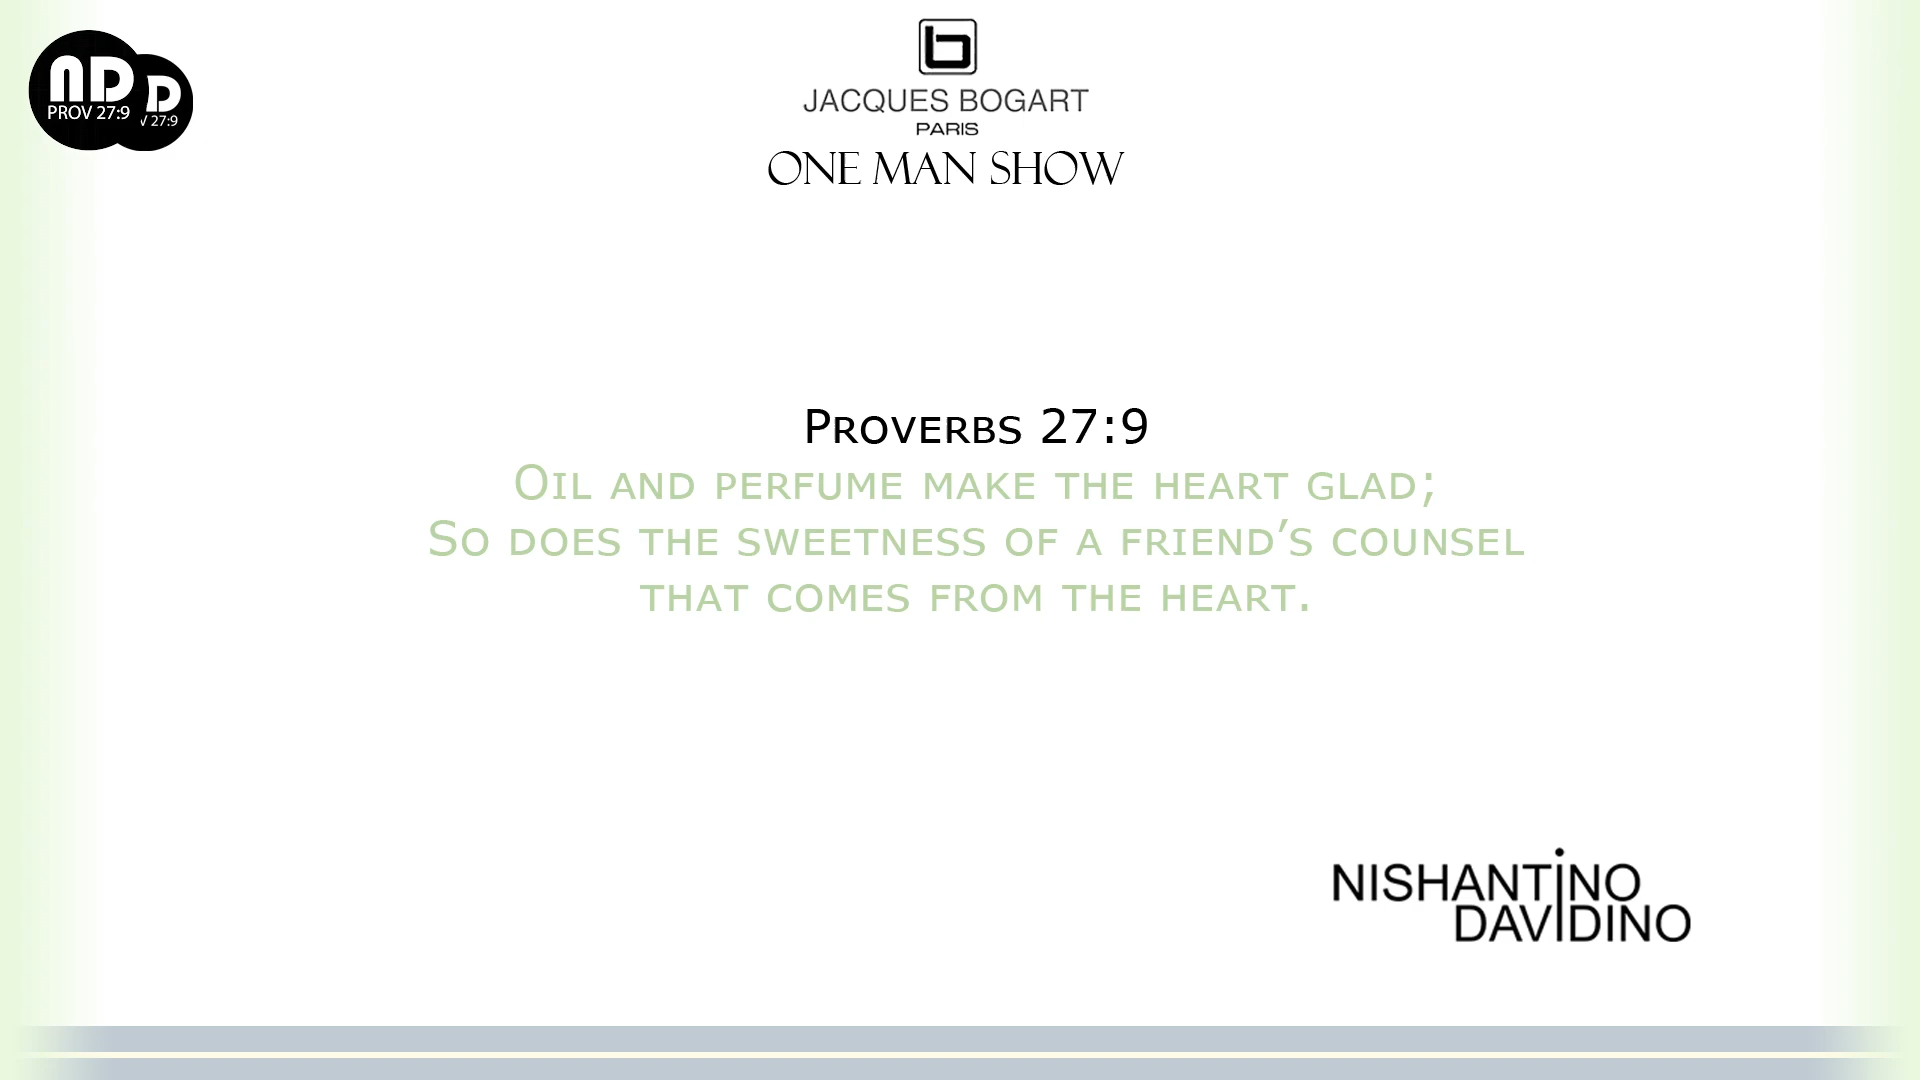 ND D
PROV 27:9 V 27:9
b
JACQUES BOGART
PARIS
ONE MAN SHOW
PROVERBS 27:9
OIL AND PERFUME MAKE THE HEART GLAD;
SO DOES THE SWEETNESS OF A FRIEND’S COUNSEL
THAT COMES FROM THE HEART.
NISHANTINO
DAVIDINO